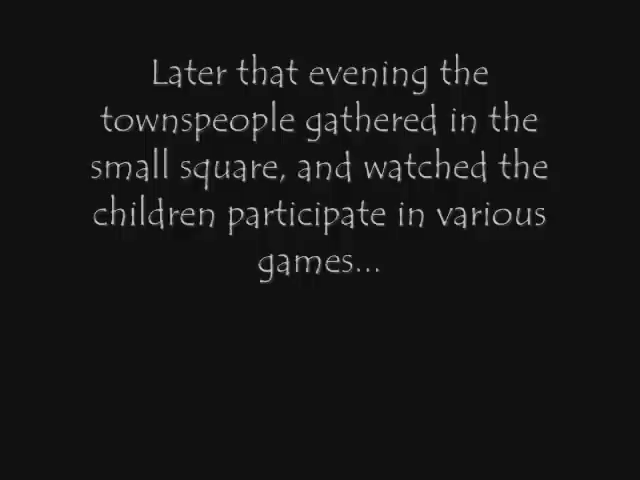 Later that evening the
townspeople gathered in the
small square, and watched the
children participate in various
games...